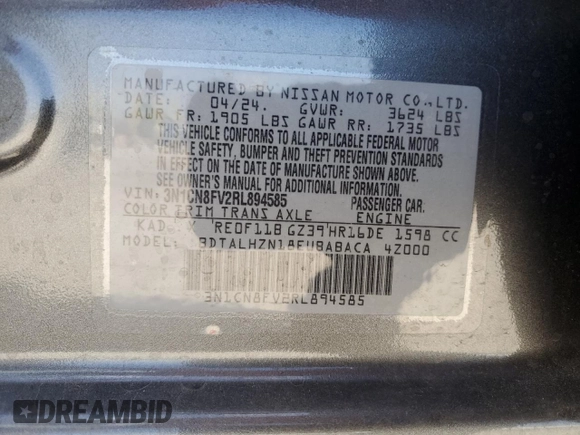 MANUFACTURED BY NISSAN MOTOR CO.,LTD.
DATE: 04/24. GVWR: 3624 LBS
GAWR FR: 1905 LBS GAWR RR: 1735 LBS
THIS VEHICLE CONFORMS TO ALL APPLICABLE FEDERAL MOTOR
VEHICLE SAFETY, BUMPER AND THEFT PREVENTION STANDARDS
IN EFFECT ON THE DATE OF MANUFACTURE SHOWN ABOVE.
SEE OWNER'S MANUAL FOR ADDITIONAL INFORMATION.
VIN: 3N1CN8FV2RL894585 PASSENGER CAR.
COLOR TRIM TRANS AXLE ENGINE
KAD RE0F11B GZ39 HR16DE 1598 CC
4Z000
3N1CN8FV2RL894585
DREAMBID